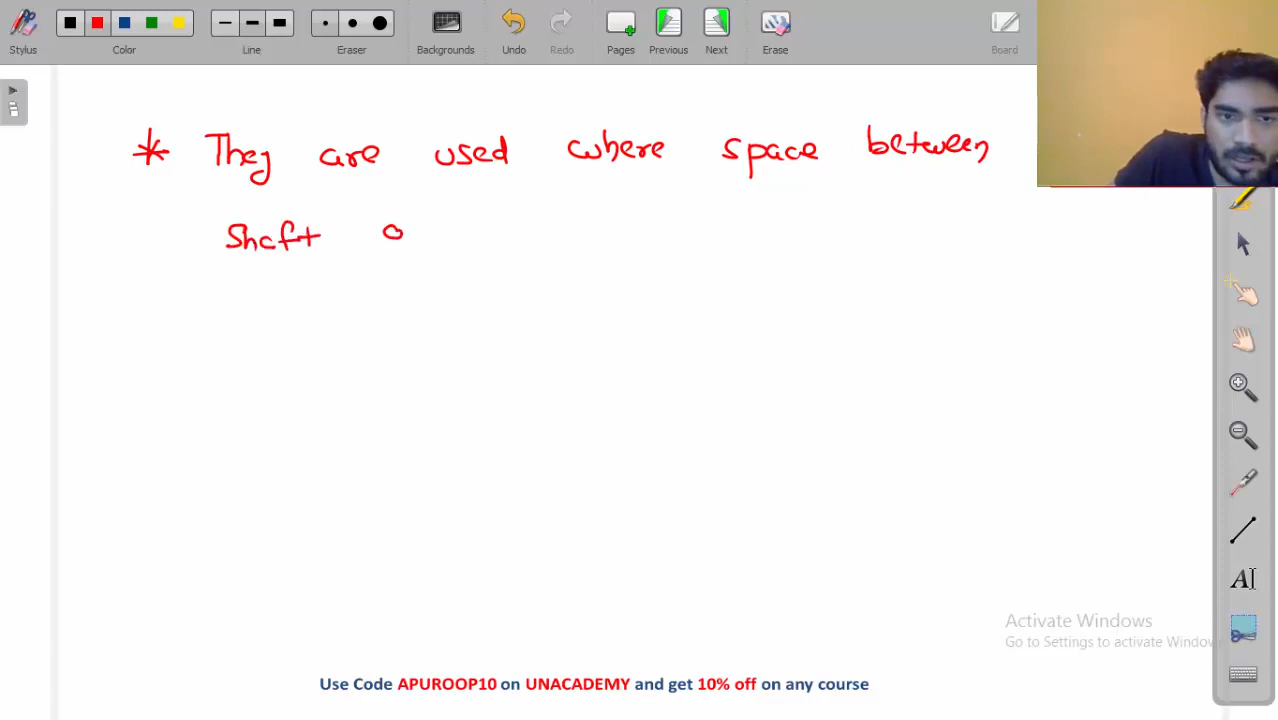 Stylus
Color
Line
Eraser
Backgrounds
Undo
Redo
Pages
Previous
Next
Erase
Board
* They are used where space between
Shaft
Activate Windows
Go to Settings to activate Window
Use Code APUROOP10 on UNACADEMY and get 10% off on any course